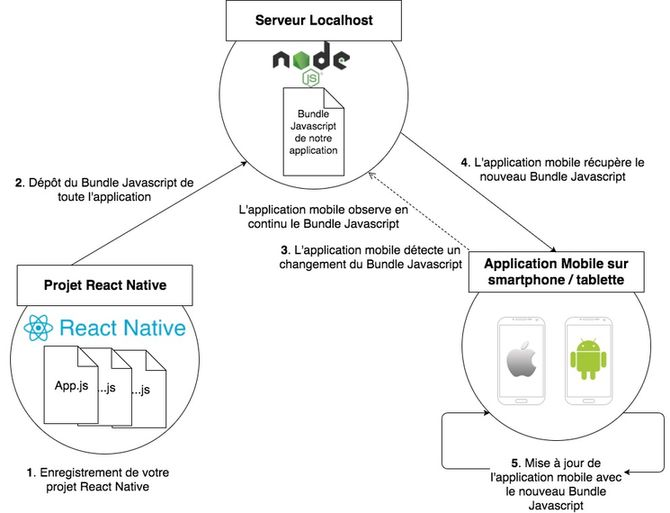 Serveur Localhost
node
JS
Bundle
Javascript
de notre
application
2. Dépôt du Bundle Javascript de
toute l'application
4. L'application mobile récupère le
nouveau Bundle Javascript
L'application mobile observe en
continu le Bundle Javascript
3. L'application mobile détecte un
changement du Bundle Javascript
Projet React Native
React Native
App.js
...js
...js
1. Enregistrement de votre
projet React Native
Application Mobile sur
smartphone / tablette
5. Mise à jour de
l'application mobile avec
le nouveau Bundle
Javascript